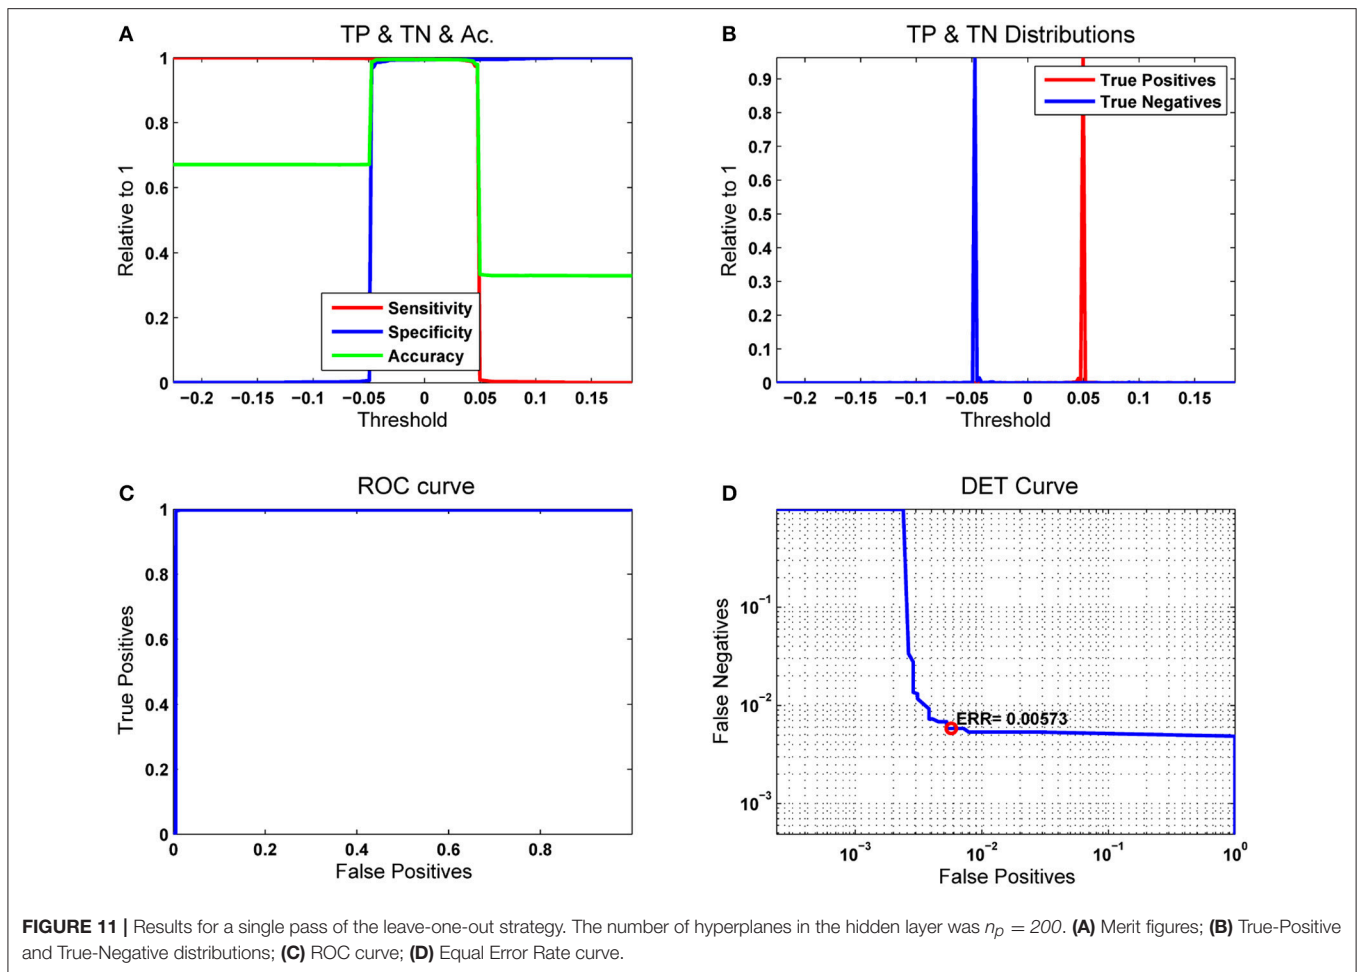 A
TP & TN & Ac.
1
0.8
0.6
0.4
0.2
0
Relative to 1
Sensitivity
Specificity
Accuracy
−0.2 −0.15 −0.1 −0.05 0 0.05 0.1 0.15
Threshold
B
TP & TN Distributions
0.9
0.8
0.7
0.6
0.5
0.4
0.3
0.2
0.1
0
Relative to 1
True Positives
True Negatives
−0.2 −0.15 −0.1 −0.05 0 0.05 0.1 0.15
Threshold
C
ROC curve
1
0.8
0.6
0.4
0.2
0
True Positives
0 0.2 0.4 0.6 0.8
False Positives
D
DET Curve
10⁻¹
10⁻²
10⁻³
False Negatives
ERR= 0.00573
10⁻³ 10⁻² 10⁻¹ 10⁰
False Positives
FIGURE 11 | Results for a single pass of the leave-one-out strategy. The number of hyperplanes in the hidden layer was nₚ = 200. (A) Merit figures; (B) True-Positive
and True-Negative distributions; (C) ROC curve; (D) Equal Error Rate curve.